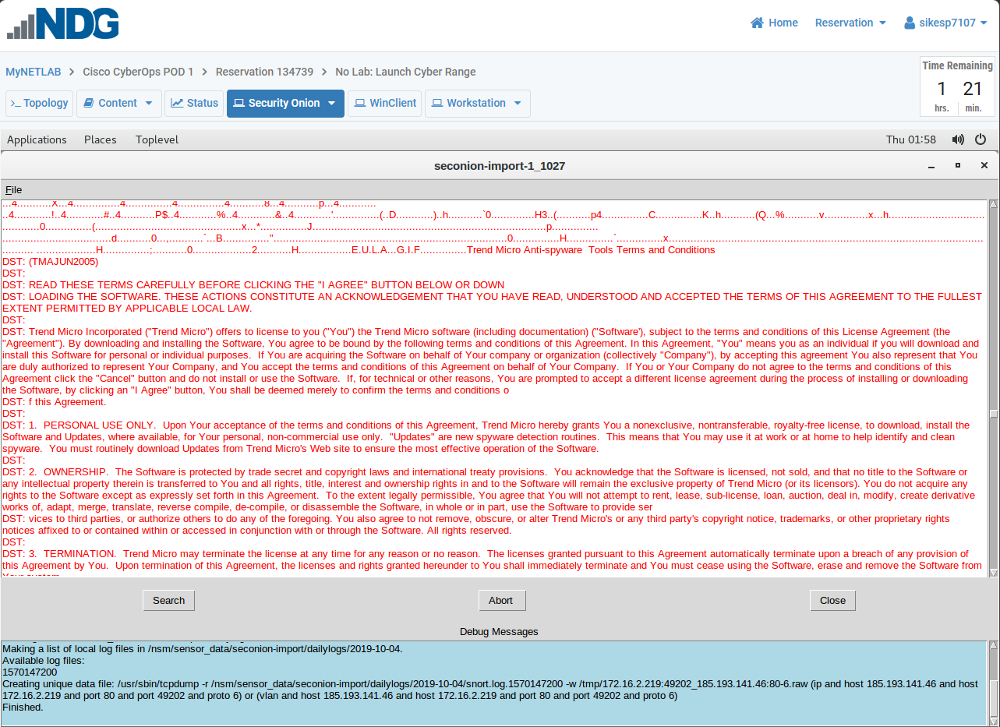 NDG
Home
Reservation
sikesp7107
MyNETLAB > Cisco CyberOps POD 1 > Reservation 134739 > No Lab: Launch Cyber Range
Time Remaining
1 21
hrs. min.
>_ Topology
Content
Status
Security Onion
WinClient
Workstation
Applications Places Toplevel
Thu 01:58
seconion-import-1_1027
File
E.U.L.A...G.I.F...............Trend Micro Anti-spyware  Tools Terms and Conditions
DST: (TMAJUN2005)
DST:
DST: READ THESE TERMS CAREFULLY BEFORE CLICKING THE "I AGREE" BUTTON BELOW OR DOWN
DST: LOADING THE SOFTWARE. THESE ACTIONS CONSTITUTE AN ACKNOWLEDGEMENT THAT YOU HAVE READ, UNDERSTOOD AND ACCEPTED THE TERMS OF THIS AGREEMENT TO THE FULLEST
EXTENT PERMITTED BY APPLICABLE LOCAL LAW.
DST:
DST: Trend Micro Incorporated ("Trend Micro") offers to license to you ("You") the Trend Micro software (including documentation) ("Software'), subject to the terms and conditions of this License Agreement (the
"Agreement"). By downloading and installing the Software, You agree to be bound by the following terms and conditions of this Agreement. In this Agreement, "You" means you as an individual if you will download and
install this Software for personal or individual purposes.  If You are acquiring the Software on behalf of Your company or organization (collectively "Company"), by accepting this agreement You also represent that You
are duly authorized to represent Your Company, and You accept the terms and conditions of this Agreement on behalf of Your Company.  If You or Your Company do not agree to the terms and conditions of this
Agreement click the "Cancel" button and do not install or use the Software.  If, for technical or other reasons, You are prompted to accept a different license agreement during the process of installing or downloading
the Software, by clicking an "I Agree" button, You shall be deemed merely to confirm the terms and conditions o
DST: f this Agreement.
DST:
DST: 1.  PERSONAL USE ONLY.  Upon Your acceptance of the terms and conditions of this Agreement, Trend Micro hereby grants You a nonexclusive, nontransferable, royalty-free license, to download, install the
Software and Updates, where available, for Your personal, non-commercial use only.  "Updates" are new spyware detection routines.  This means that You may use it at work or at home to help identify and clean
spyware.  You must routinely download Updates from Trend Micro's Web site to ensure the most effective operation of the Software.
DST:
DST: 2.  OWNERSHIP.  The Software is protected by trade secret and copyright laws and international treaty provisions.  You acknowledge that the Software is licensed, not sold, and that no title to the Software or
any intellectual property therein is transferred to You and all rights, title, interest and ownership rights in and to the Software will remain the exclusive property of Trend Micro (or its licensors). You do not acquire any
rights to the Software except as expressly set forth in this Agreement.  To the extent legally permissible, You agree that You will not attempt to rent, lease, sub-license, loan, auction, deal in, modify, create derivative
works of, adapt, merge, translate, reverse compile, de-compile, or disassemble the Software, in whole or in part, use the Software to provide ser
DST: vices to third parties, or authorize others to do any of the foregoing. You also agree to not remove, obscure, or alter Trend Micro's or any third party's copyright notice, trademarks, or other proprietary rights
notices affixed to or contained within or accessed in conjunction with or through the Software. All rights reserved.
DST:
DST: 3.  TERMINATION.  Trend Micro may terminate the license at any time for any reason or no reason.  The licenses granted pursuant to this Agreement automatically terminate upon a breach of any provision of
this Agreement by You.  Upon termination of this Agreement, the licenses and rights granted hereunder to You shall immediately terminate and You must cease using the Software, erase and remove the Software from
Search
Abort
Close
Debug Messages
Making a list of local log files in /nsm/sensor_data/seconion-import/dailylogs/2019-10-04.
Available log files:
1570147200
Creating unique data file: /usr/sbin/tcpdump -r /nsm/sensor_data/seconion-import/dailylogs/2019-10-04/snort.log.1570147200 -w /tmp/172.16.2.219:49202_185.193.141.46:80-6.raw (ip and host 185.193.141.46 and host
172.16.2.219 and port 80 and port 49202 and proto 6) or (vlan and host 185.193.141.46 and host 172.16.2.219 and port 80 and port 49202 and proto 6)
Finished.